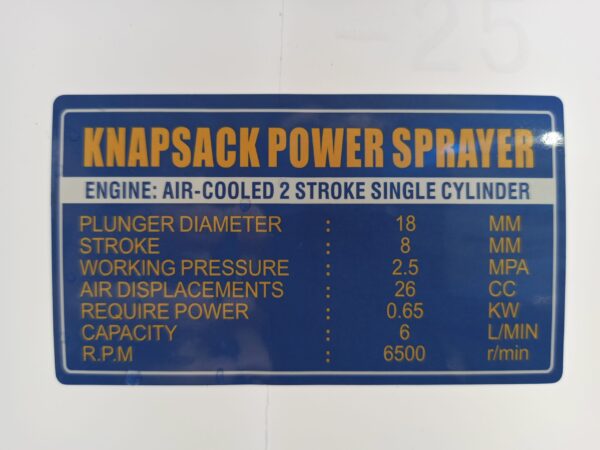 -25
KNAPSACK POWER SPRAYER
ENGINE: AIR-COOLED 2 STROKE SINGLE CYLINDER
PLUNGER DIAMETER : 18 MM
STROKE : 8 MM
WORKING PRESSURE : 2.5 MPA
AIR DISPLACEMENTS : 26 CC
REQUIRE POWER : 0.65 KW
CAPACITY : 6 L/MIN
R.P.M : 6500 r/min